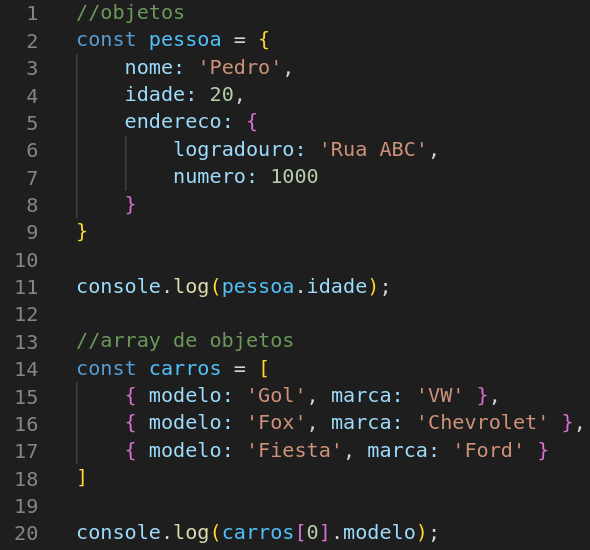 1 //objetos
2 const pessoa = {
3     nome: 'Pedro',
4     idade: 20,
5     endereco: {
6         logradouro: 'Rua ABC',
7         numero: 1000
8     }
9 }
10
11 console.log(pessoa.idade);
12
13 //array de objetos
14 const carros = [
15     { modelo: 'Gol', marca: 'VW' },
16     { modelo: 'Fox', marca: 'Chevrolet' },
17     { modelo: 'Fiesta', marca: 'Ford' }
18 ]
19
20 console.log(carros[0].modelo);